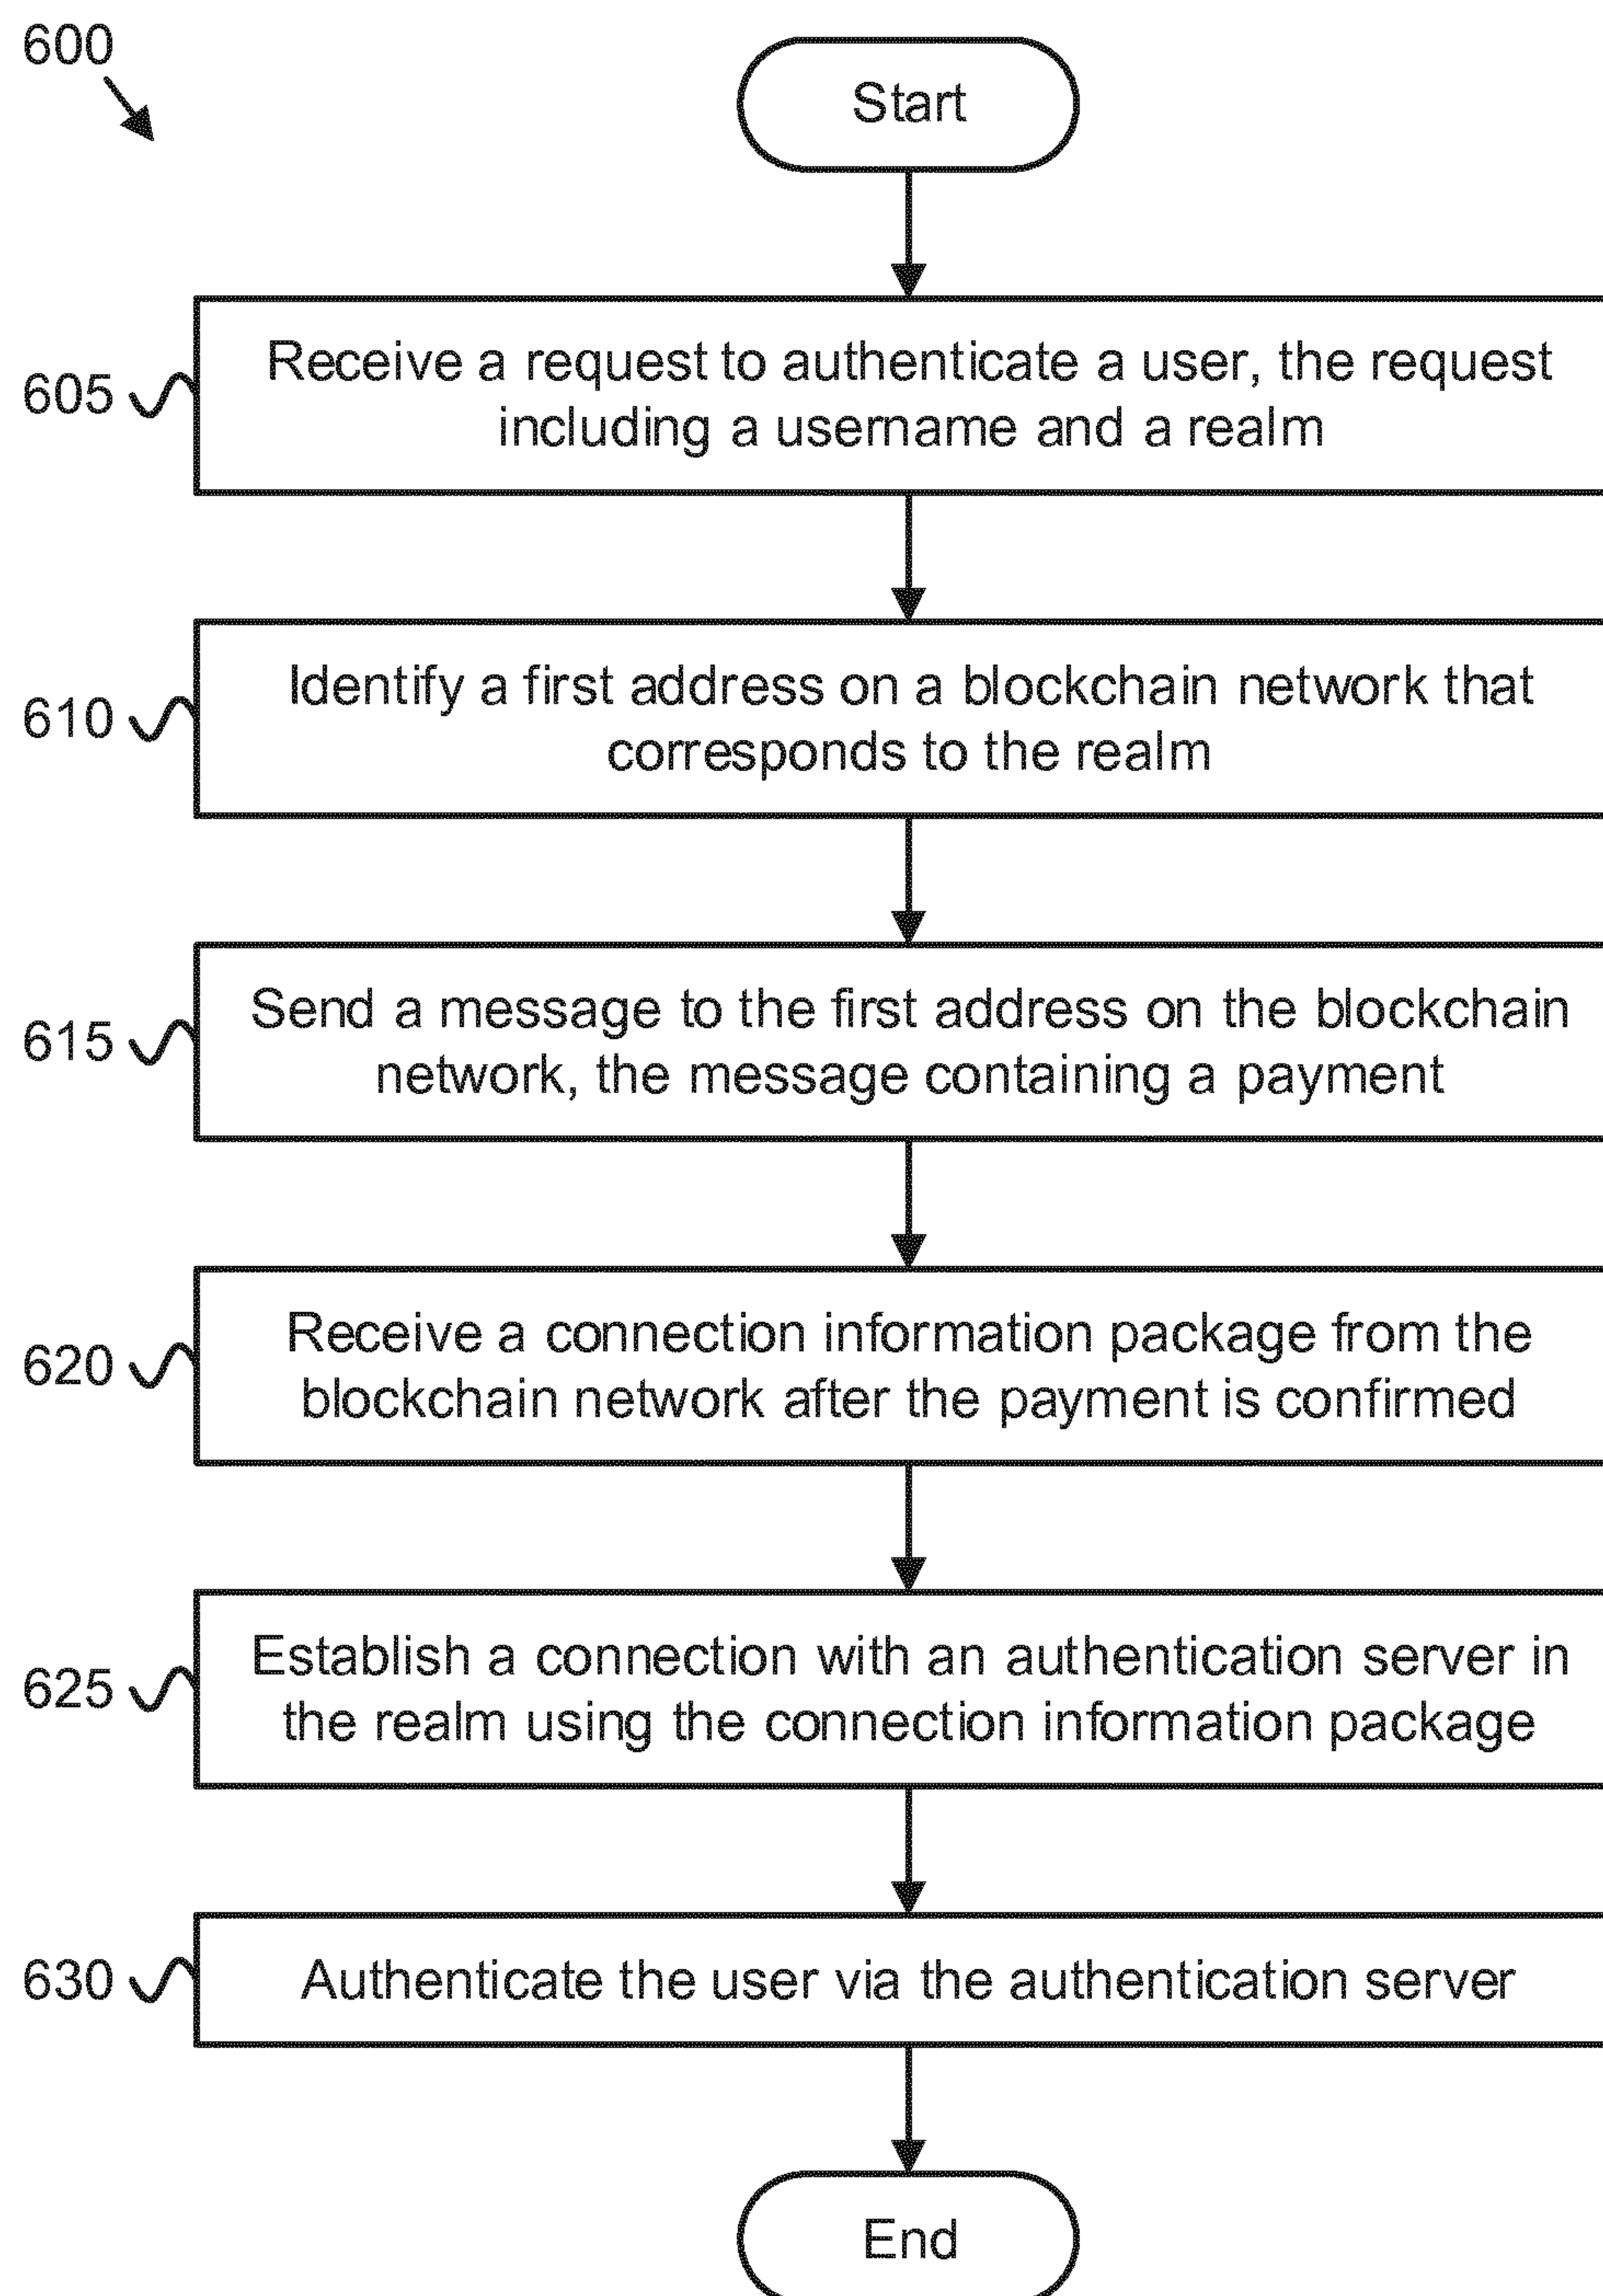 600
Start
605
Receive a request to authenticate a user, the request
including a username and a realm
610
Identify a first address on a blockchain network that
corresponds to the realm
615
Send a message to the first address on the blockchain
network, the message containing a payment
620
Receive a connection information package from the
blockchain network after the payment is confirmed
625
Establish a connection with an authentication server in
the realm using the connection information package
630
Authenticate the user via the authentication server
End